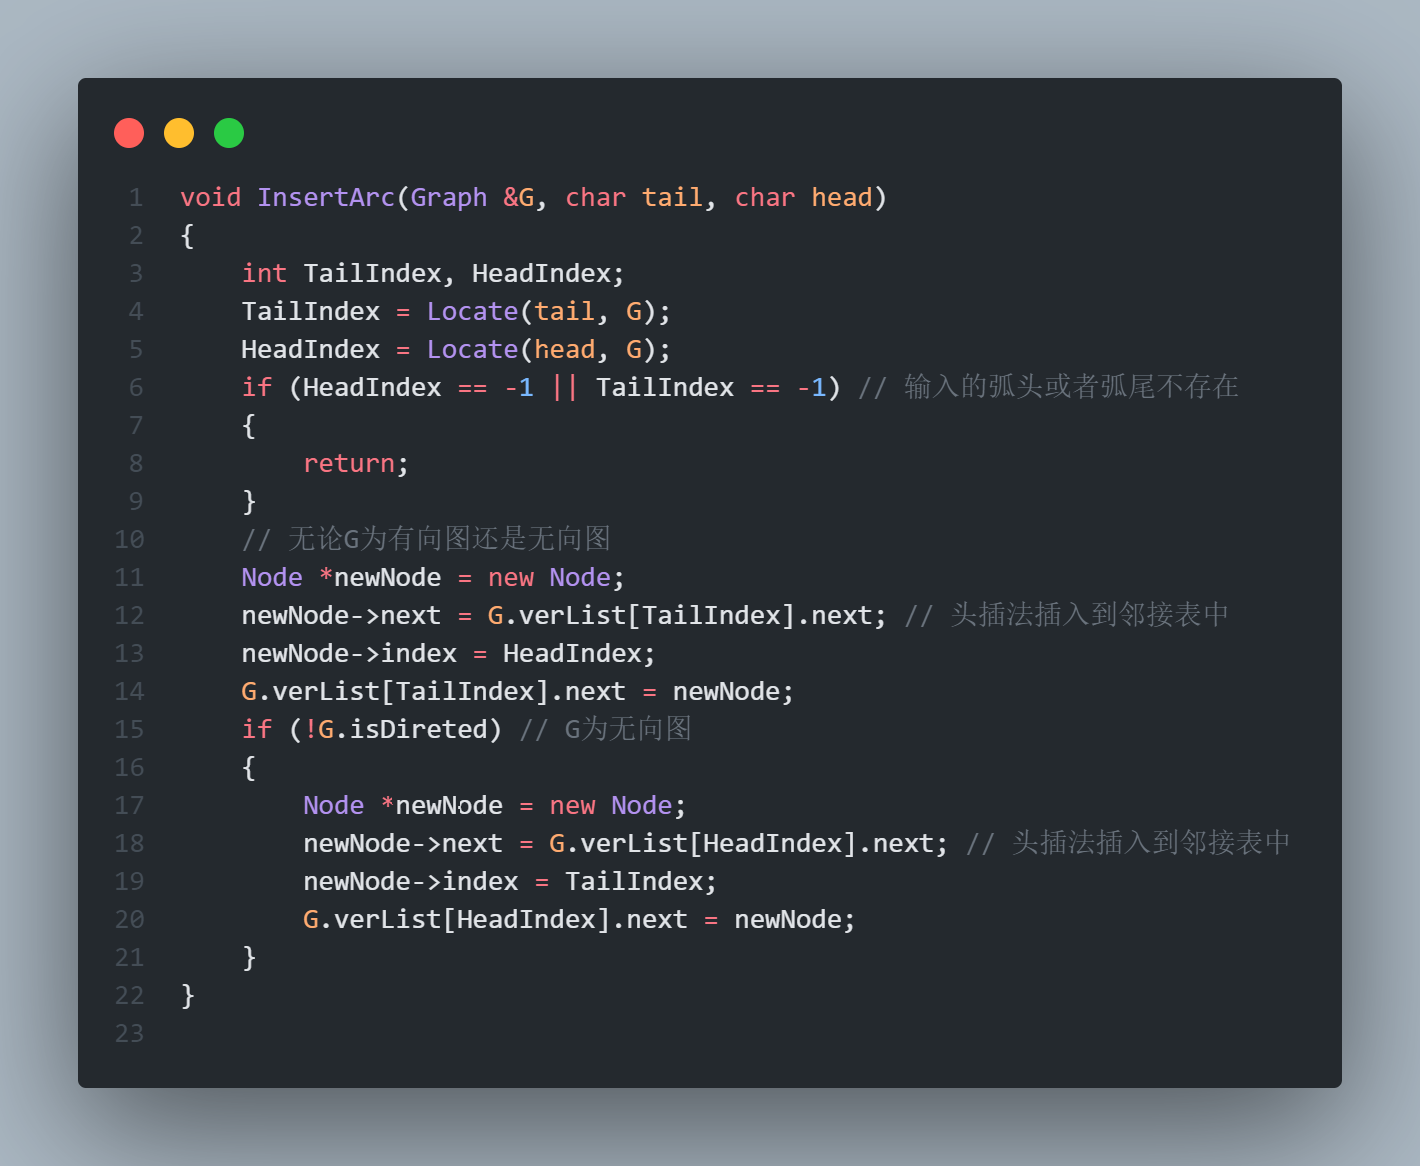 1 void InsertArc(Graph &G, char tail, char head)
2 {
3     int TailIndex, HeadIndex;
4     TailIndex = Locate(tail, G);
5     HeadIndex = Locate(head, G);
6     if (HeadIndex == -1 || TailIndex == -1) // 输入的弧头或者弧尾不存在
7     {
8         return;
9     }
10     // 无论G为有向图还是无向图
11     Node *newNode = new Node;
12     newNode->next = G.verList[TailIndex].next; // 头插法插入到邻接表中
13     newNode->index = HeadIndex;
14     G.verList[TailIndex].next = newNode;
15     if (!G.isDireted) // G为无向图
16     {
17         Node *newNode = new Node;
18         newNode->next = G.verList[HeadIndex].next; // 头插法插入到邻接表中
19         newNode->index = TailIndex;
20         G.verList[HeadIndex].next = newNode;
21     }
22 }
23